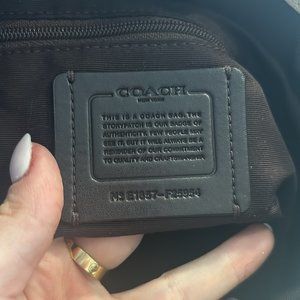 COACH
NEW YORK
THIS IS A COACH BAG. THE
STORYPATCH IS OUR BADGE OF
AUTHENTICITY. FEW PEOPLE MAY
SEE IT BUT IT WILL ALWAYS BE A
REMINDER OF OUR COMMITMENT
TO QUALITY AND CRAFTSMANSHIP.